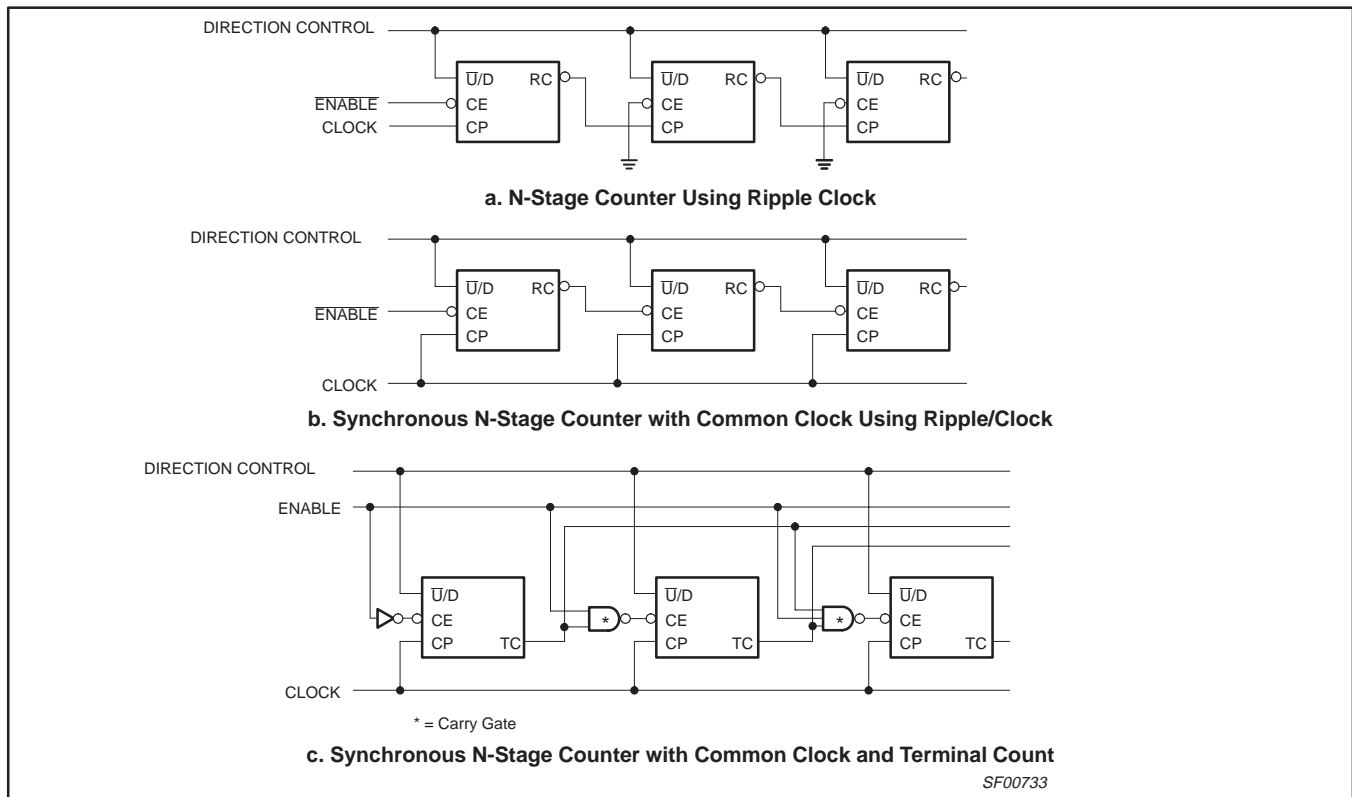 DIRECTION CONTROL
U̅/D RC U̅/D RC U̅/D RC
E̅N̅A̅B̅L̅E̅ CE CE CE
CLOCK CP CP CP
a. N-Stage Counter Using Ripple Clock
DIRECTION CONTROL
U̅/D RC U̅/D RC U̅/D RC
E̅N̅A̅B̅L̅E̅ CE CE CE
CP CP CP
CLOCK
b. Synchronous N-Stage Counter with Common Clock Using Ripple/Clock
DIRECTION CONTROL
ENABLE
U̅/D U̅/D U̅/D
CE * CE * CE
CP TC CP TC CP TC
CLOCK
* = Carry Gate
c. Synchronous N-Stage Counter with Common Clock and Terminal Count
SF00733